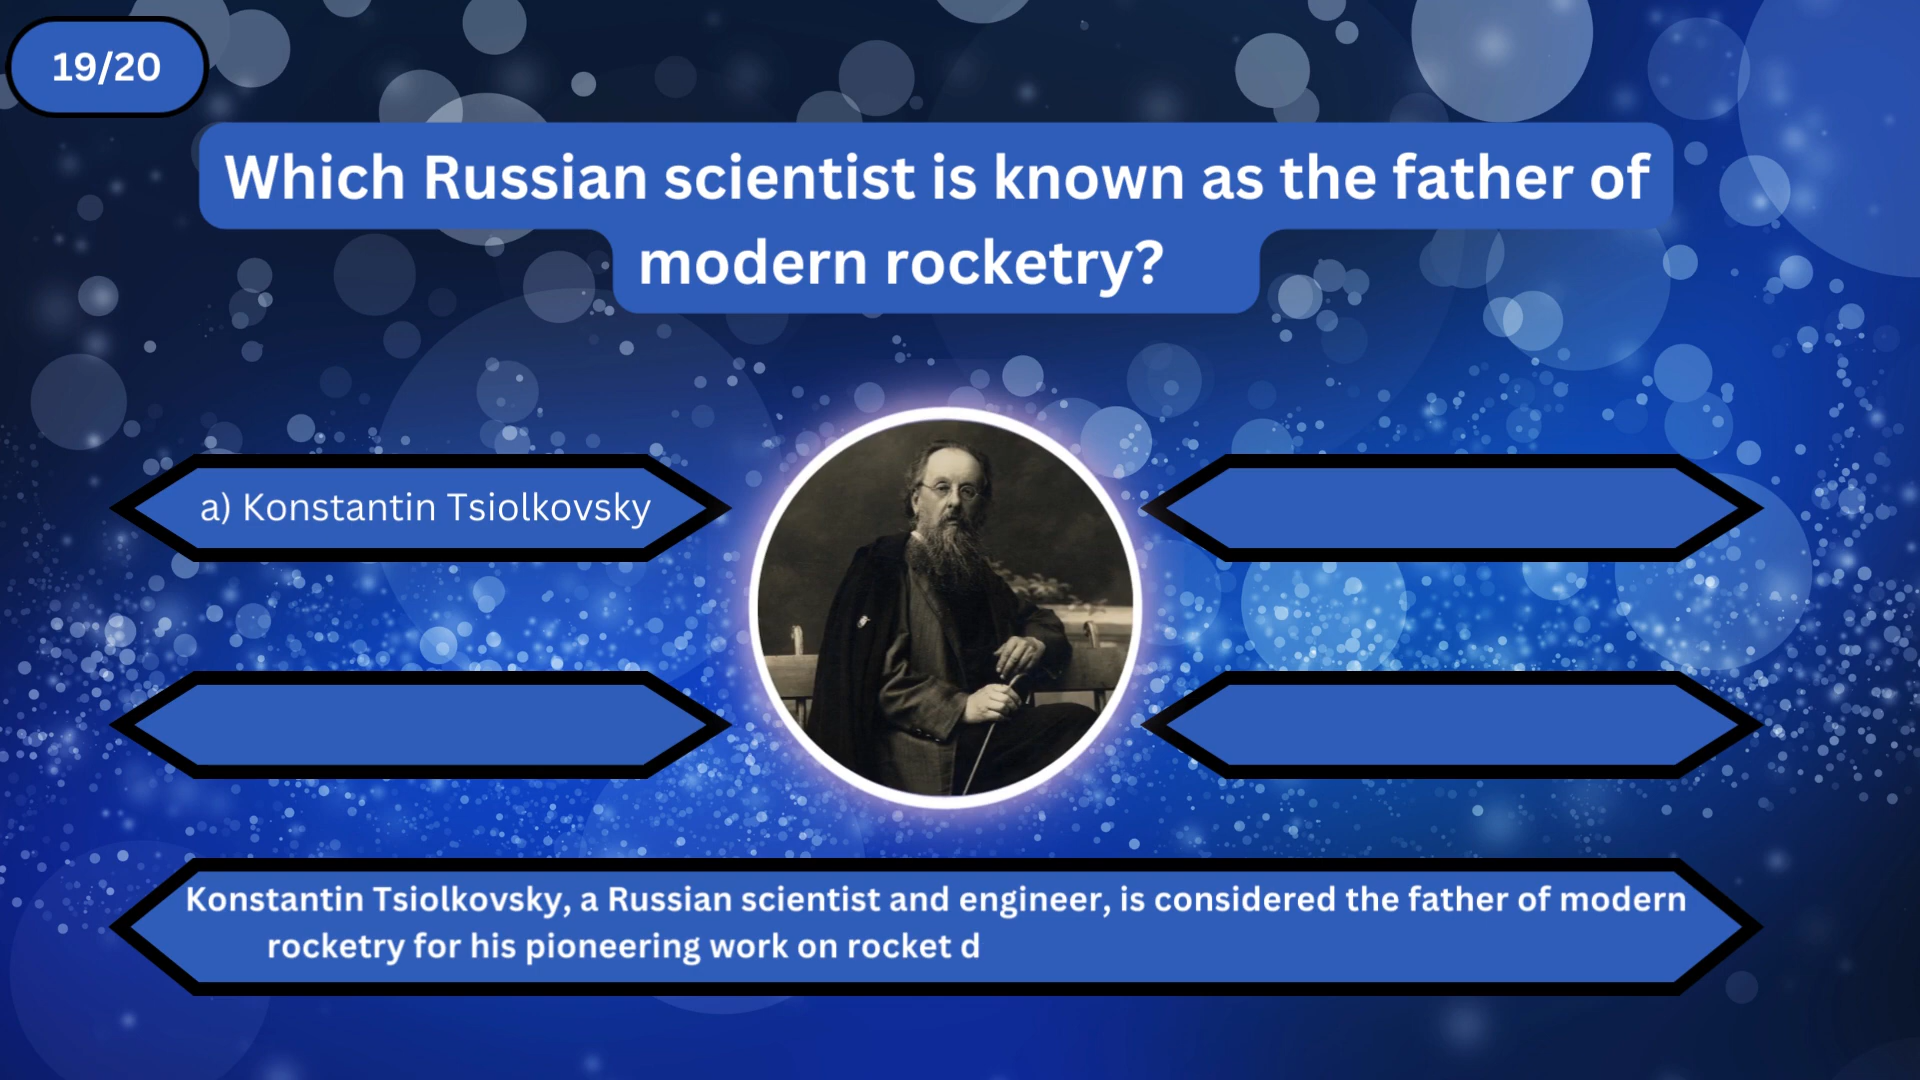 19/20
Which Russian scientist is known as the father of
modern rocketry?
a) Konstantin Tsiolkovsky
Konstantin Tsiolkovsky, a Russian scientist and engineer, is considered the father of modern
rocketry for his pioneering work on rocket d